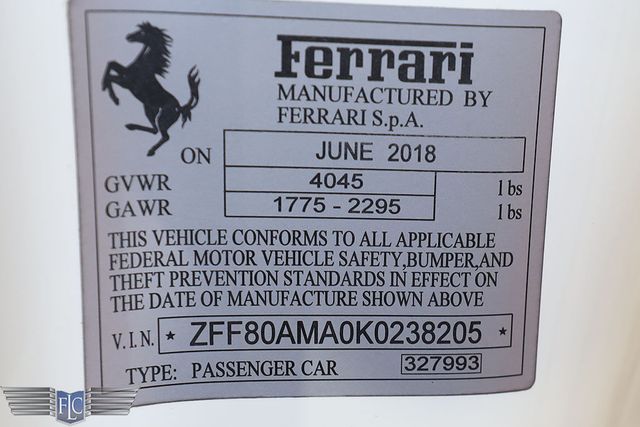 Ferrari
MANUFACTURED BY
FERRARI S.p.A.
ON JUNE 2018
GVWR 4045 lbs
GAWR 1775 - 2295 lbs
THIS VEHICLE CONFORMS TO ALL APPLICABLE
FEDERAL MOTOR VEHICLE SAFETY,BUMPER,AND
THEFT PREVENTION STANDARDS IN EFFECT ON
THE DATE OF MANUFACTURE SHOWN ABOVE
V.I.N. * ZFF80AMA0K0238205 *
TYPE: PASSENGER CAR 327993
FLC